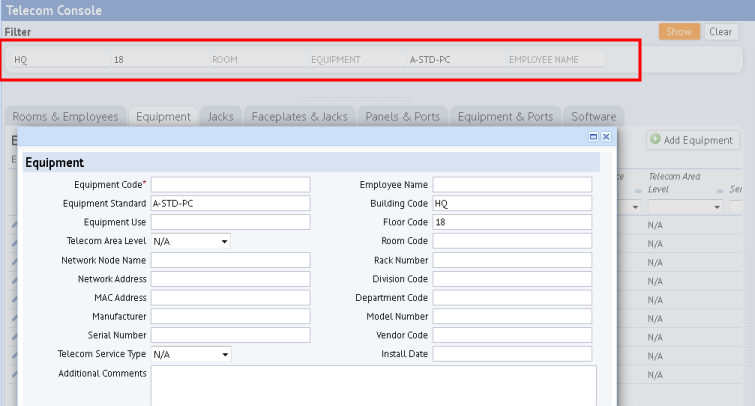 Telecom Console
Filter
Show Clear
HQ 18 ROOM EQUIPMENT A-STD-PC EMPLOYEE NAME
Rooms & Employees Equipment Jacks Faceplates & Jacks Panels & Ports Equipment & Ports Software
Add Equipment
Equipment
Equipment Code* Employee Name
Equipment Standard A-STD-PC Building Code HQ
Equipment Use Floor Code 18
Telecom Area Level N/A Room Code
Network Node Name Rack Number
Network Address Division Code
MAC Address Department Code
Manufacturer Model Number
Serial Number Vendor Code
Telecom Service Type N/A Install Date
Additional Comments
Telecom Area
Level
N/A
N/A
N/A
N/A
N/A
N/A
N/A
N/A
N/A